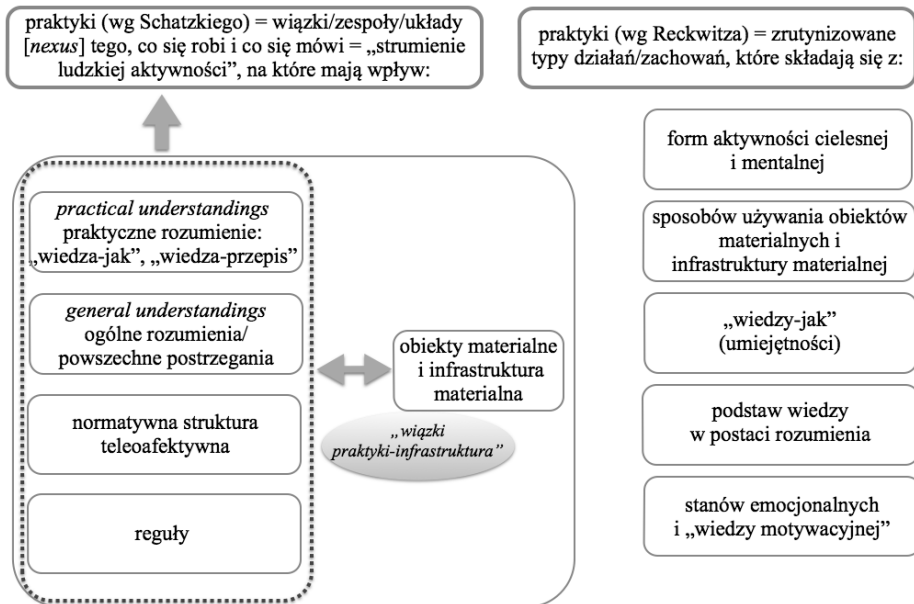 praktyki (wg Schatzkiego) = wiązki/zespoły/układy
[nexus] tego, co się robi i co się mówi = „strumienie
ludzkiej aktywności”, na które mają wpływ:
practical understandings
praktyczne rozumienie:
„wiedza-jak”, „wiedza-przepis”
general understandings
ogólne rozumienia/
powszechne postrzegania
normatywna struktura
teleoafektywna
reguły
obiekty materialne
i infrastruktura
materialna
„wiązki
praktyki-infrastruktura”
praktyki (wg Reckwitza) = zrutynizowane
typy działań/zachowań, które składają się z:
form aktywności cielesnej
i mentalnej
sposobów używania obiektów
materialnych i
infrastruktury materialnej
„wiedzy-jak”
(umiejętności)
podstaw wiedzy
w postaci rozumienia
stanów emocjonalnych
i „wiedzy motywacyjnej”